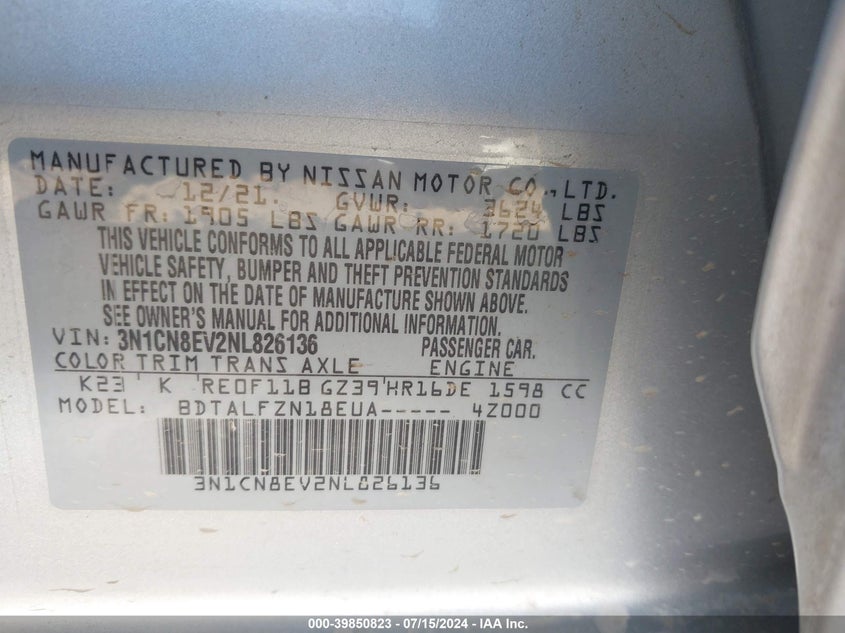 MANUFACTURED BY NISSAN MOTOR CO., LTD.
DATE: 12/21. GVWR: 3624 LBS
GAWR FR: 1905 LBS GAWR RR: 1720 LBS
THIS VEHICLE CONFORMS TO ALL APPLICABLE FEDERAL MOTOR
VEHICLE SAFETY, BUMPER AND THEFT PREVENTION STANDARDS
IN EFFECT ON THE DATE OF MANUFACTURE SHOWN ABOVE.
SEE OWNER'S MANUAL FOR ADDITIONAL INFORMATION
VIN: 3N1CN8EV2NL826136 PASSENGER CAR.
COLOR TRIM TRANS AXLE ENGINE
K23 K RE0F11B GZ39 HR16DE 1598 CC
MODEL: BDTALFZN18EUA----- 4Z000
3N1CN8EV2NL826136
000-39850823 - 07/15/2024 - IAA Inc.